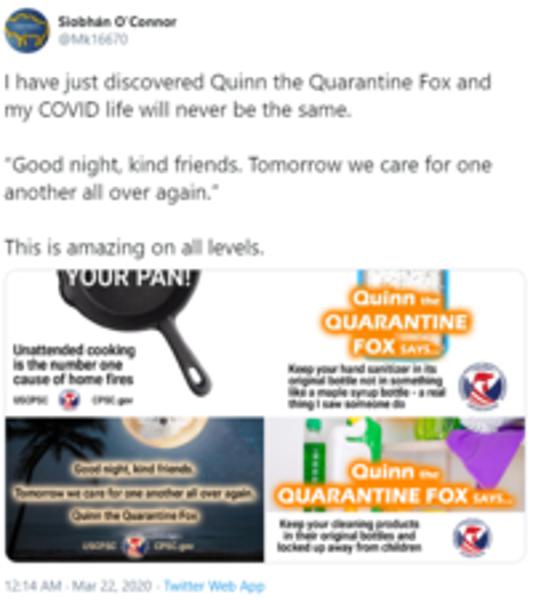 Siobhán O'Connor
@Mk16670
I have just discovered Quinn the Quarantine Fox and
my COVID life will never be the same.
"Good night, kind friends. Tomorrow we care for one
another all over again."
This is amazing on all levels.
YOUR PAN!
Unattended cooking
is the number one
cause of home fires
USCPSC
CPSC.gov
Quinn the
QUARANTINE
FOX SAYS...
Keep your hand sanitizer in its
original bottle not in something
like a maple syrup bottle - a real
thing I saw someone do
Good night, kind friends.
Tomorrow we care for one another all over again.
Quinn the Quarantine Fox
USCPSC
CPSC.gov
Quinn the
QUARANTINE FOX SAYS...
Keep your cleaning products
in their original bottles and
locked up away from children
12:14 AM · Mar 22, 2020 · Twitter Web App